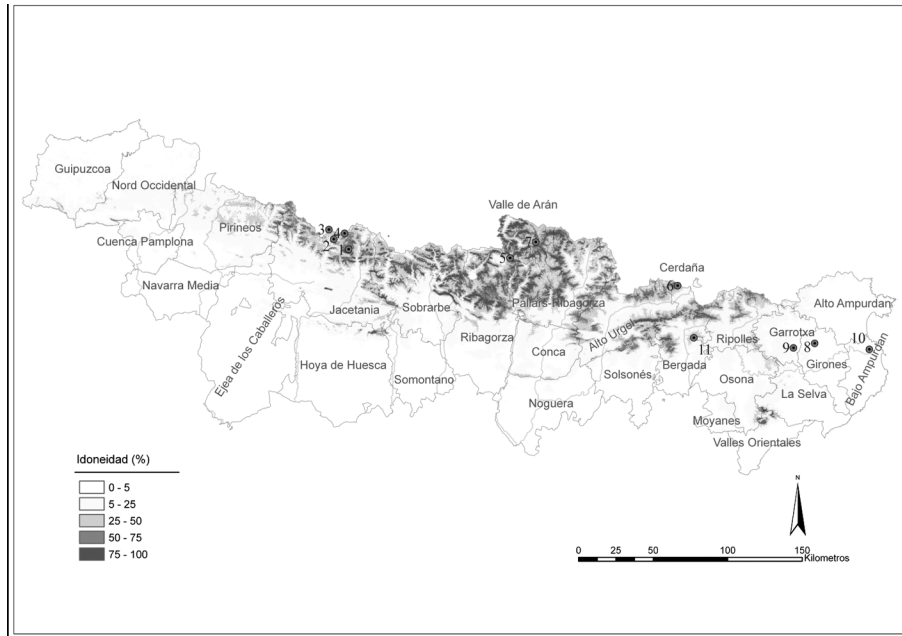 Guipuzcoa
Nord Occidental
Valle de Arán
Cuenca Pamplona
Pirineos
3
4
2
1
7
5
Cerdaña
6
Navarra Media
Ejea de los Caballeros
Jacetania
Sobrarbe
Pallars-Ribagorza
Alto Ampurdan
Alto Urgel
Garrotxa
Ripolles
11
9
8
10
Hoya de Huesca
Ribagorza
Conca
Bergada
Girones
Bajo Ampurdan
Somontano
Solsonés
Osona
La Selva
Noguera
Moyanes
Valles Orientales
Idoneidad (%)
0 - 5
5 - 25
25 - 50
50 - 75
75 - 100
N
0 25 50 100 150
Kilometros